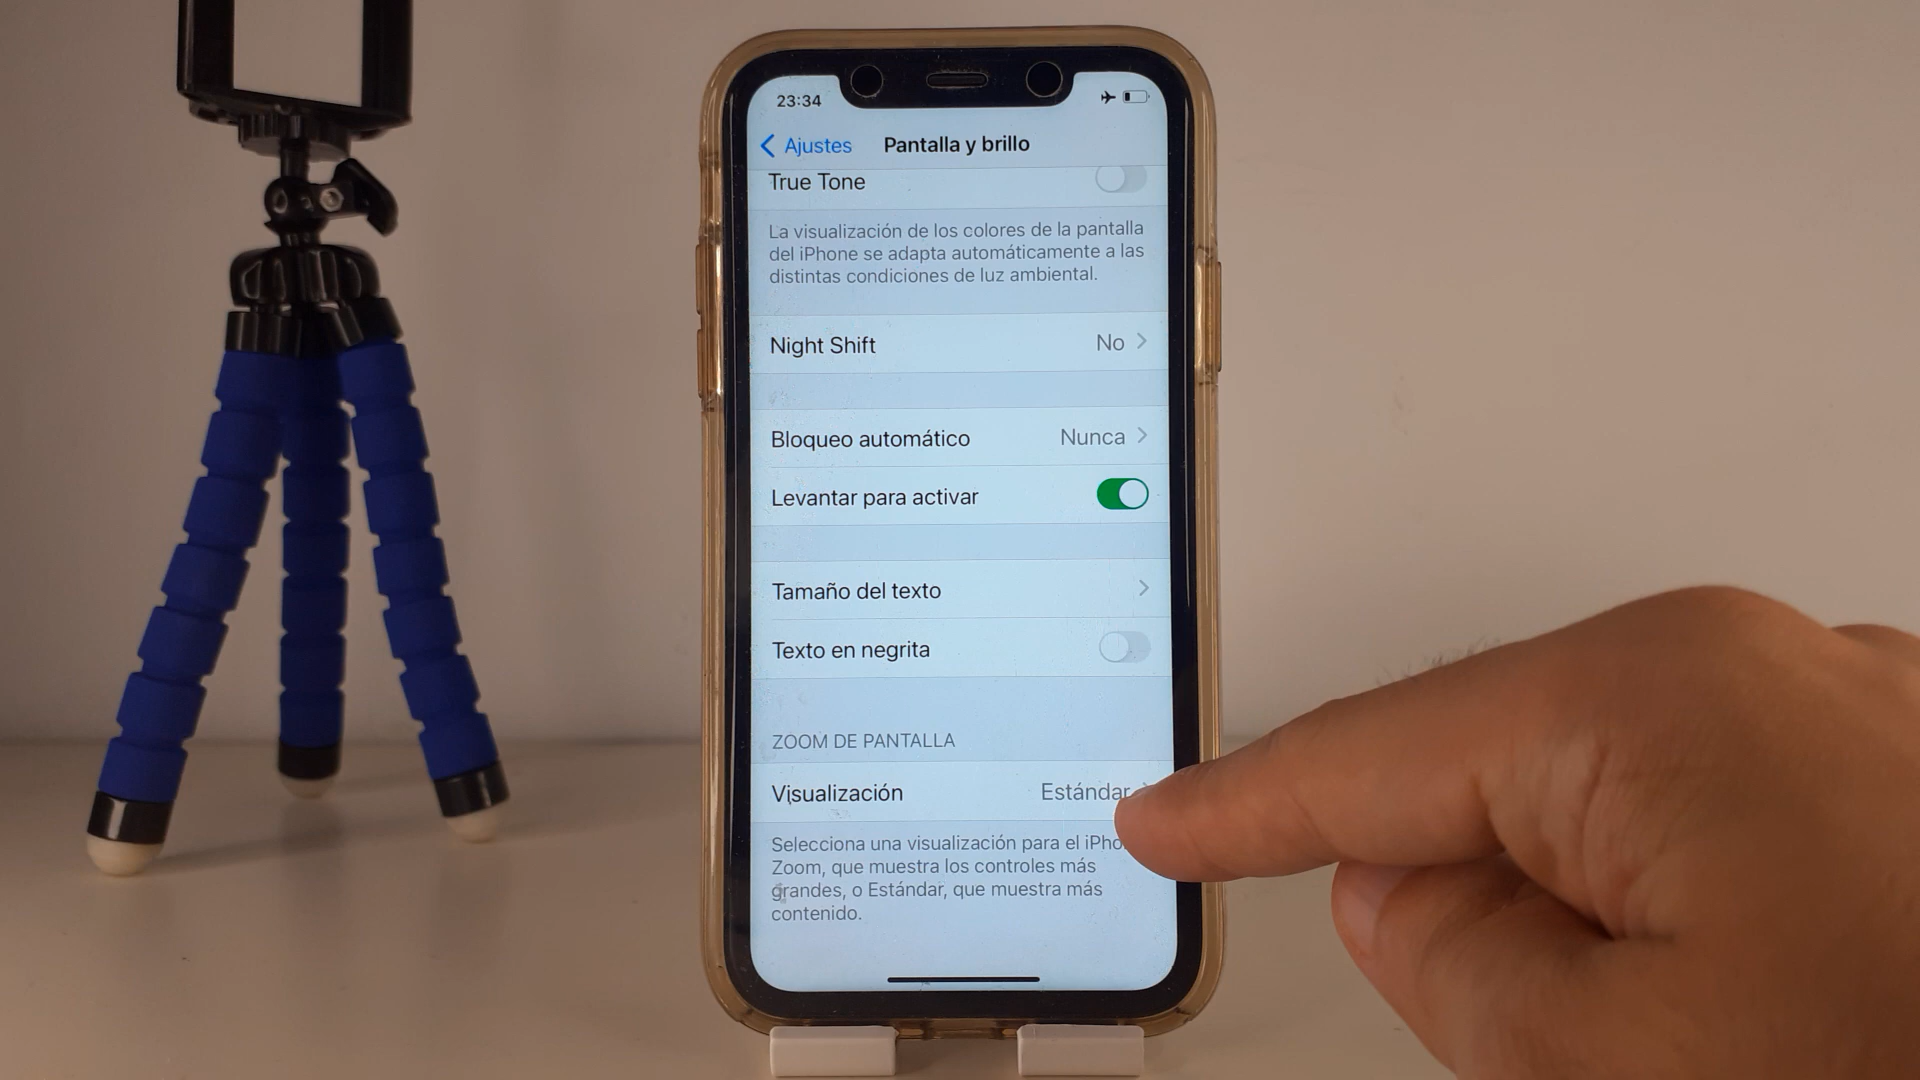 23:34
Ajustes
Pantalla y brillo
True Tone
La visualización de los colores de la pantalla
del iPhone se adapta automáticamente a las
distintas condiciones de luz ambiental.
Night Shift No
Bloqueo automático Nunca
Levantar para activar
Tamaño del texto
Texto en negrita
ZOOM DE PANTALLA
Visualización Estándar
Selecciona una visualización para el iPho
Zoom, que muestra los controles más
grandes, o Estándar, que muestra más
contenido.